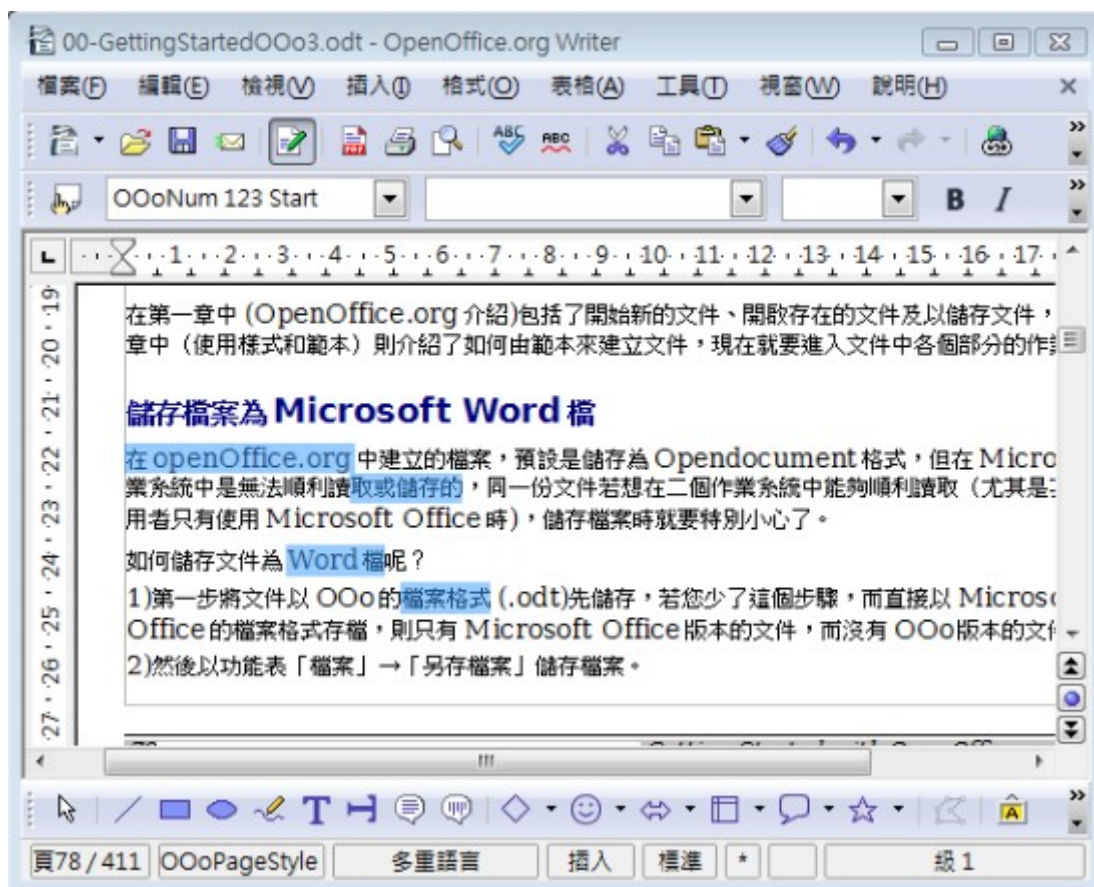 00-GettingStartedOOo3.odt - OpenOffice.org Writer
檔案(F) 編輯(E) 檢視(V) 插入(I) 格式(O) 表格(A) 工具(T) 視窗(W) 說明(H)
OOoNum 123 Start
B I
1 2 3 4 5 6 7 8 9 10 11 12 13 14 15 16 17
19 20 21 22 23 24 25 26 27
在第一章中 (OpenOffice.org 介紹)包括了開始新的文件、開啟存在的文件及以儲存文件，
章中（使用樣式和範本）則介紹了如何由範本來建立文件，現在就要進入文件中各個部分的作
儲存檔案為 Microsoft Word 檔
在 openOffice.org 中建立的檔案，預設是儲存為 Opendocument 格式，但在 Micro
業系統中是無法順利讀取或儲存的，同一份文件若想在二個作業系統中能夠順利讀取（尤其是
用者只有使用 Microsoft Office 時)，儲存檔案時就要特別小心了。
如何儲存文件為 Word 檔呢？
1)第一步將文件以 OOo 的檔案格式 (.odt)先儲存，若您少了這個步驟，而直接以 Micros
Office 的檔案格式存檔，則只有 Microsoft Office 版本的文件，而沒有 OOo版本的文件
2)然後以功能表「檔案」→「另存檔案」儲存檔案。
頁78 / 411 OOoPageStyle 多重語言 插入 標準 * 級 1